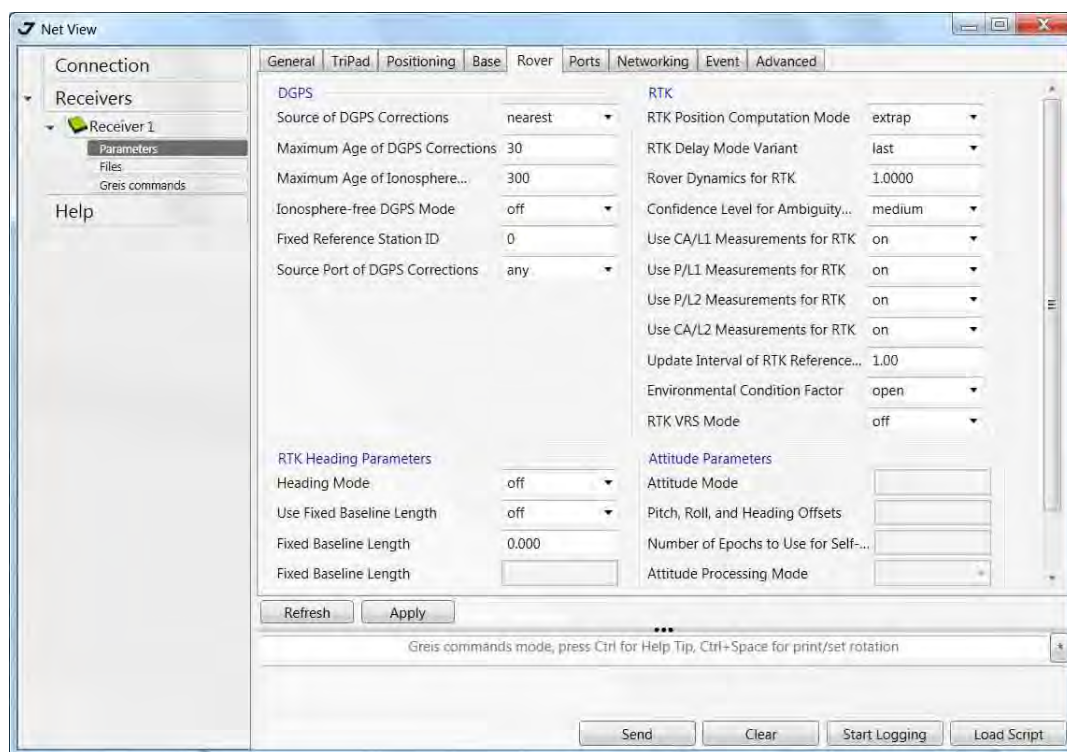 Net View
Connection
Receivers
Receiver 1
Parameters
Files
Greis commands
Help
General TriPad Positioning Base Rover Ports Networking Event Advanced
DGPS
Source of DGPS Corrections nearest
Maximum Age of DGPS Corrections 30
Maximum Age of Ionosphere... 300
Ionosphere-free DGPS Mode off
Fixed Reference Station ID 0
Source Port of DGPS Corrections any
RTK
RTK Position Computation Mode extrap
RTK Delay Mode Variant last
Rover Dynamics for RTK 1.0000
Confidence Level for Ambiguity... medium
Use CA/L1 Measurements for RTK on
Use P/L1 Measurements for RTK on
Use P/L2 Measurements for RTK on
Use CA/L2 Measurements for RTK on
Update Interval of RTK Reference... 1.00
Environmental Condition Factor open
RTK VRS Mode off
RTK Heading Parameters
Heading Mode off
Use Fixed Baseline Length off
Fixed Baseline Length 0.000
Fixed Baseline Length
Attitude Parameters
Attitude Mode
Pitch, Roll, and Heading Offsets
Number of Epochs to Use for Self-...
Attitude Processing Mode
Refresh Apply
Greis commands mode, press Ctrl for Help Tip, Ctrl+Space for print/set rotation
*
Send Clear Start Logging Load Script